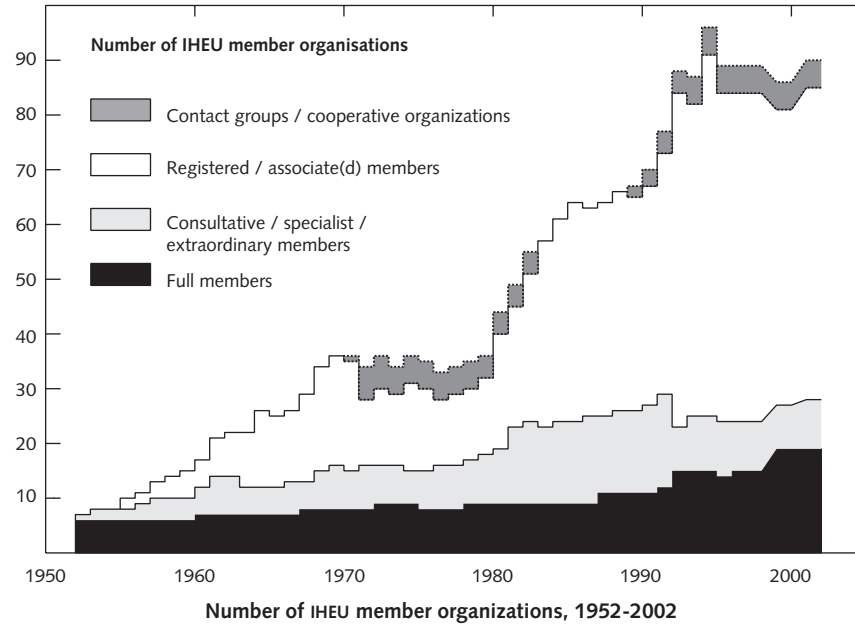 Number of IHEU member organisations
Contact groups / cooperative organizations
Registered / associate(d) members
Consultative / specialist /
extraordinary members
Full members
90
80
70
60
50
40
30
20
10
1950 1960 1970 1980 1990 2000
Number of IHEU member organizations, 1952-2002